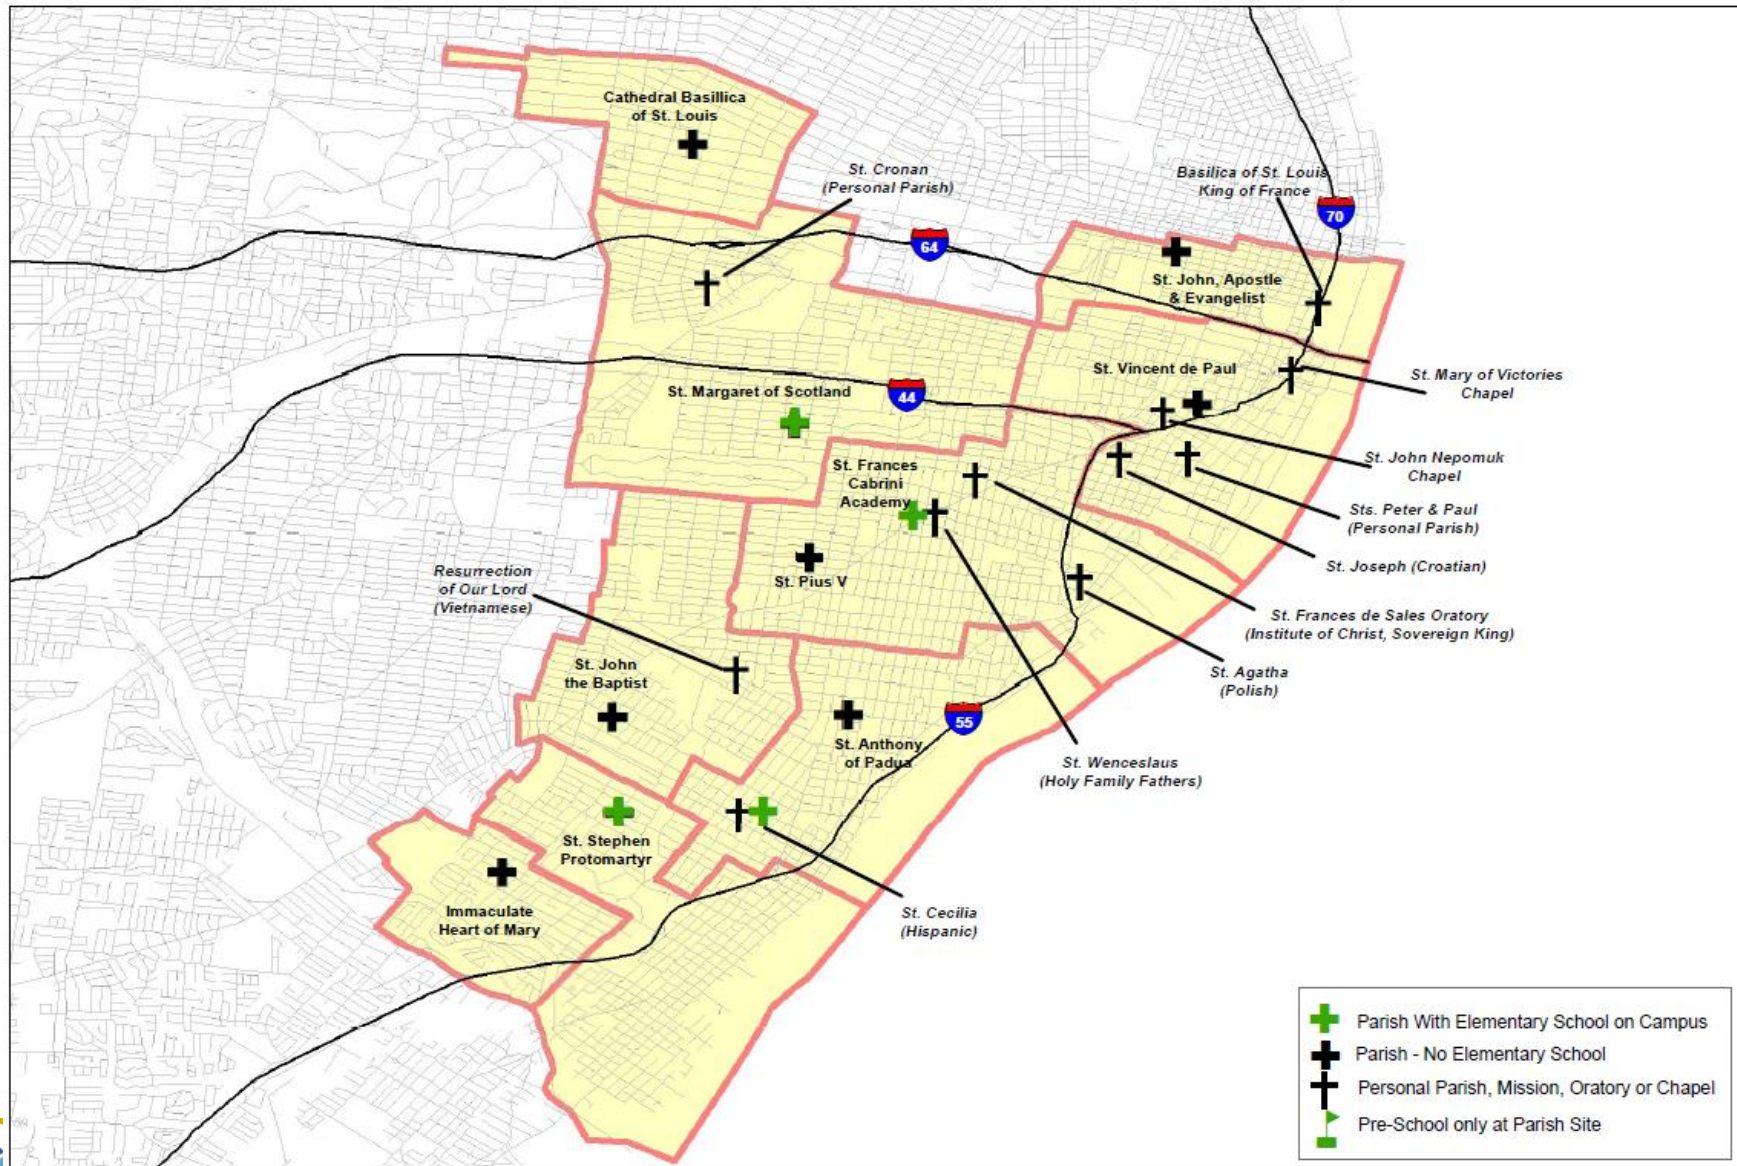 Cathedral Basillica
of St. Louis
St. Cronan
(Personal Parish)
Basilica of St. Louis
King of France
70
64
St. John, Apostle
& Evangelist
St. Vincent de Paul
St. Mary of Victories
Chapel
St. Margaret of Scotland
44
St. John Nepomuk
Chapel
St. Frances
Cabrini
Academy
Sts. Peter & Paul
(Personal Parish)
St. Joseph (Croatian)
St. Pius V
Resurrection
of Our Lord
(Vietnamese)
St. Frances de Sales Oratory
(Institute of Christ, Sovereign King)
St. Agatha
(Polish)
St. John
the Baptist
55
St. Anthony
of Padua
St. Wenceslaus
(Holy Family Fathers)
St. Stephen
Protomartyr
Immaculate
Heart of Mary
St. Cecilia
(Hispanic)
Parish With Elementary School on Campus
Parish - No Elementary School
Personal Parish, Mission, Oratory or Chapel
Pre-School only at Parish Site